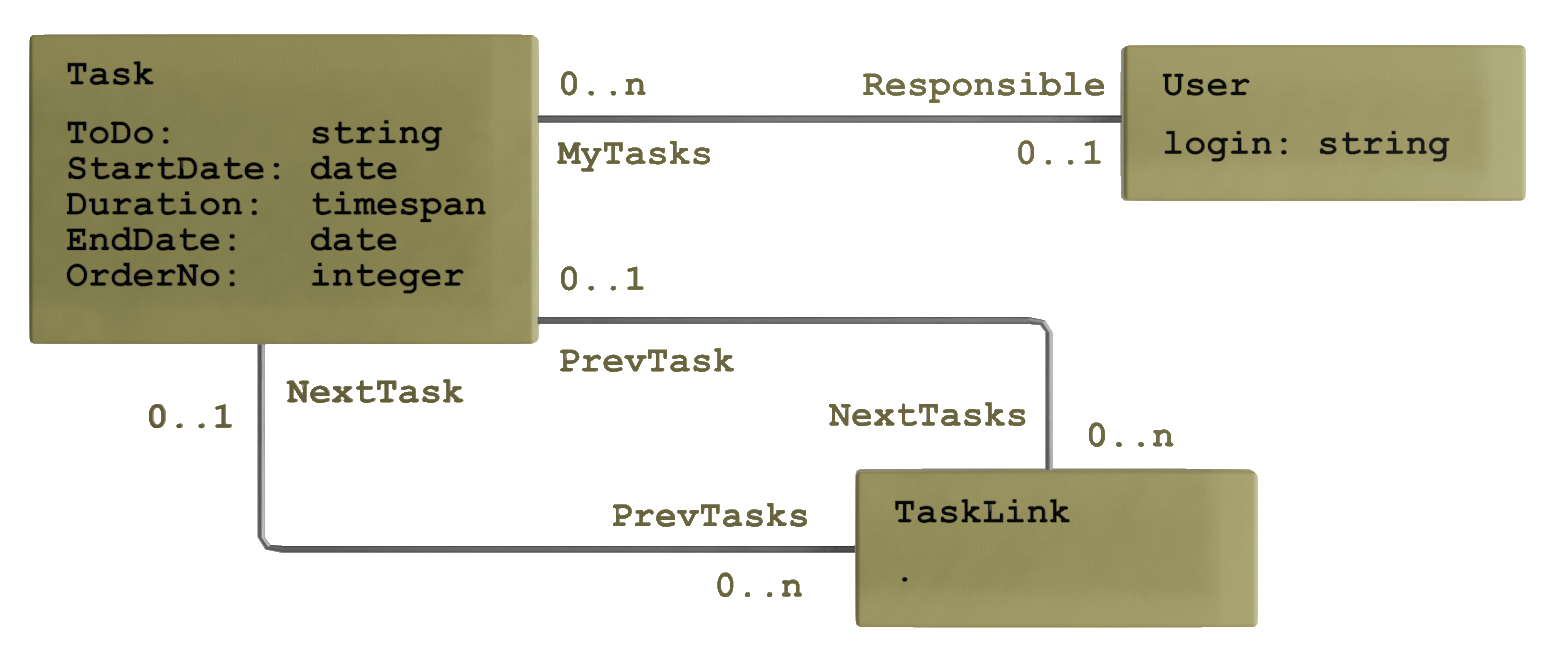 Task
ToDo: string
StartDate: date
Duration: timespan
EndDate: date
OrderNo: integer
0..n
Responsible
MyTasks
0..1
User
login: string
0..1
PrevTask
NextTask
0..1
NextTasks
0..n
PrevTasks
0..n
TaskLink
.